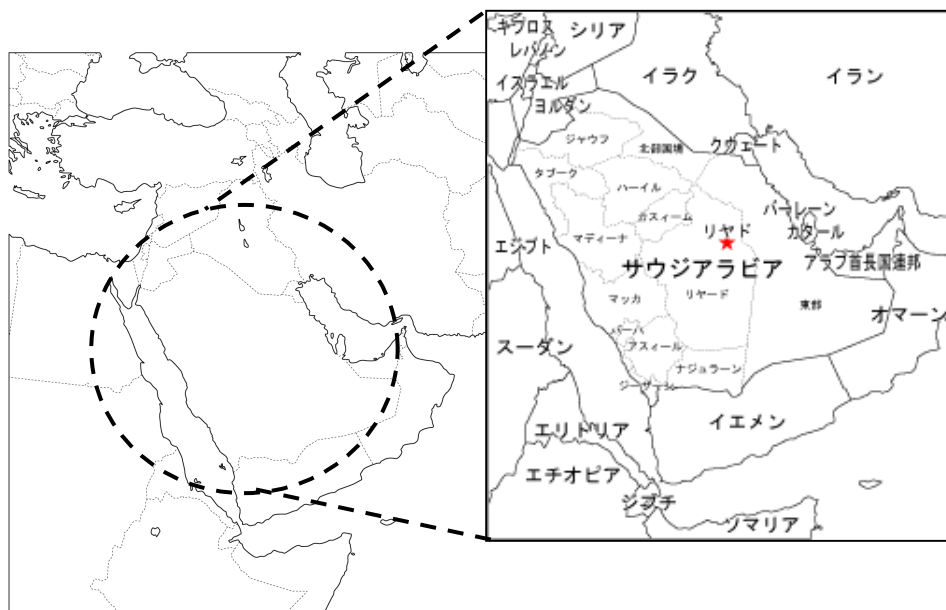 キプロス
シリア
レバノン
イラク
イラン
イスラエル
ヨルダン
ジャウフ
北部国境
クウェート
タブーク
ハーイル
カスィーム
バーレーン
リヤド
カタール
マディーナ
エジプト
アラブ首長国連邦
サウジアラビア
マッカ
リヤード
東部
オマーン
バーハ
アスィール
スーダン
ナジュラーン
ジーザーン
イエメン
エリトリア
エチオピア
ジブチ
ソマリア